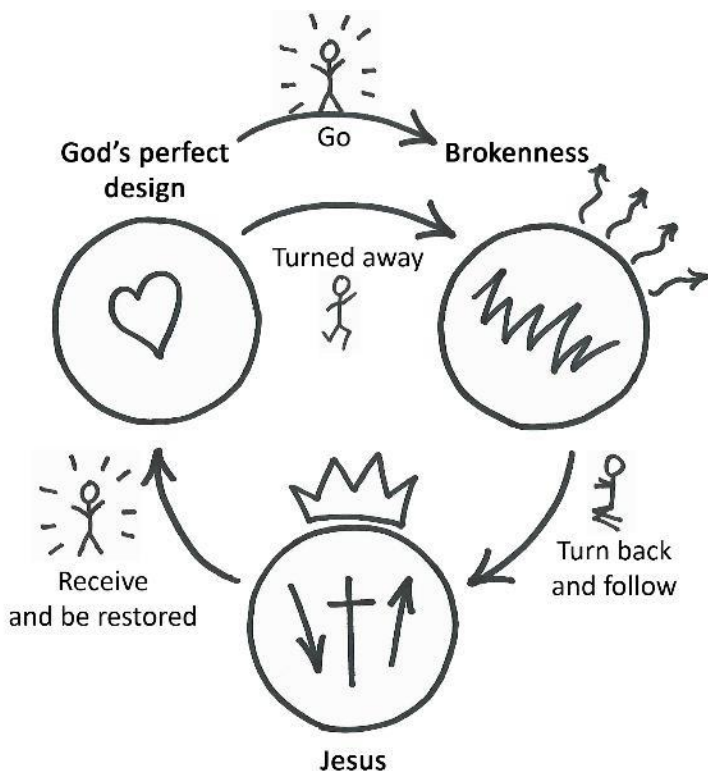 Go
God's perfect
design
Brokenness
Turned away
Turn back
and follow
Receive
and be restored
Jesus